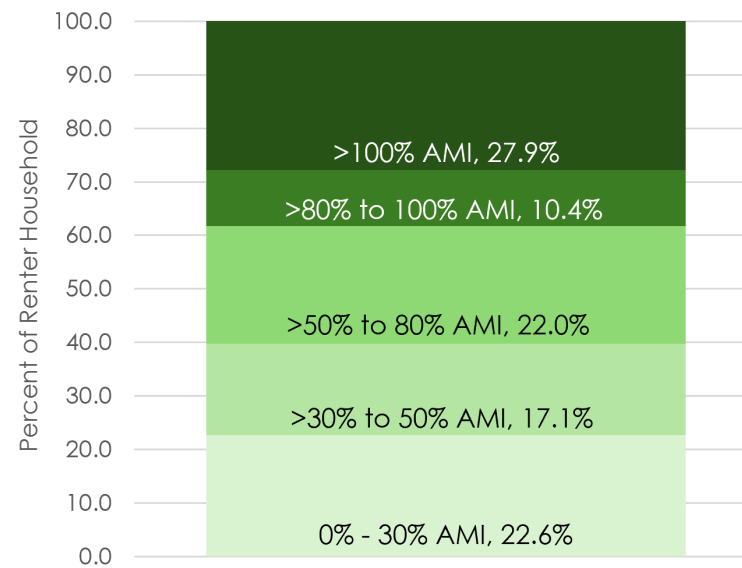 100.0
90.0
80.0
70.0
60.0
50.0
40.0
30.0
20.0
10.0
0.0
Percent of Renter Household
>100% AMI, 27.9%
>80% to 100% AMI, 10.4%
>50% to 80% AMI, 22.0%
>30% to 50% AMI, 17.1%
0% - 30% AMI, 22.6%